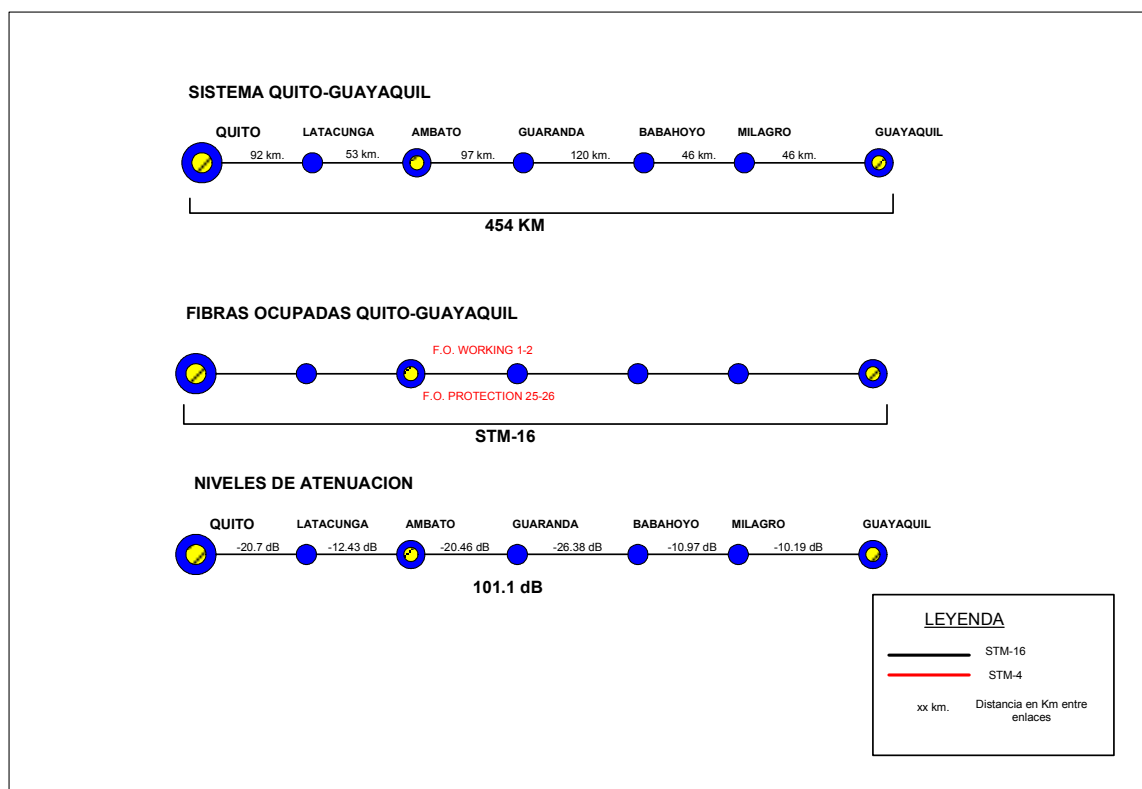 SISTEMA QUITO-GUAYAQUIL
QUITO LATACUNGA AMBATO GUARANDA BABAHOYO MILAGRO GUAYAQUIL
92 km. 53 km. 97 km. 120 km. 46 km. 46 km.
454 KM
FIBRAS OCUPADAS QUITO-GUAYAQUIL
F.O. WORKING 1-2
F.O. PROTECTION 25-26
STM-16
NIVELES DE ATENUACION
QUITO LATACUNGA AMBATO GUARANDA BABAHOYO MILAGRO GUAYAQUIL
-20.7 dB -12.43 dB -20.46 dB -26.38 dB -10.97 dB -10.19 dB
101.1 dB
LEYENDA
STM-16
STM-4
xx km. Distancia en Km entre
enlaces